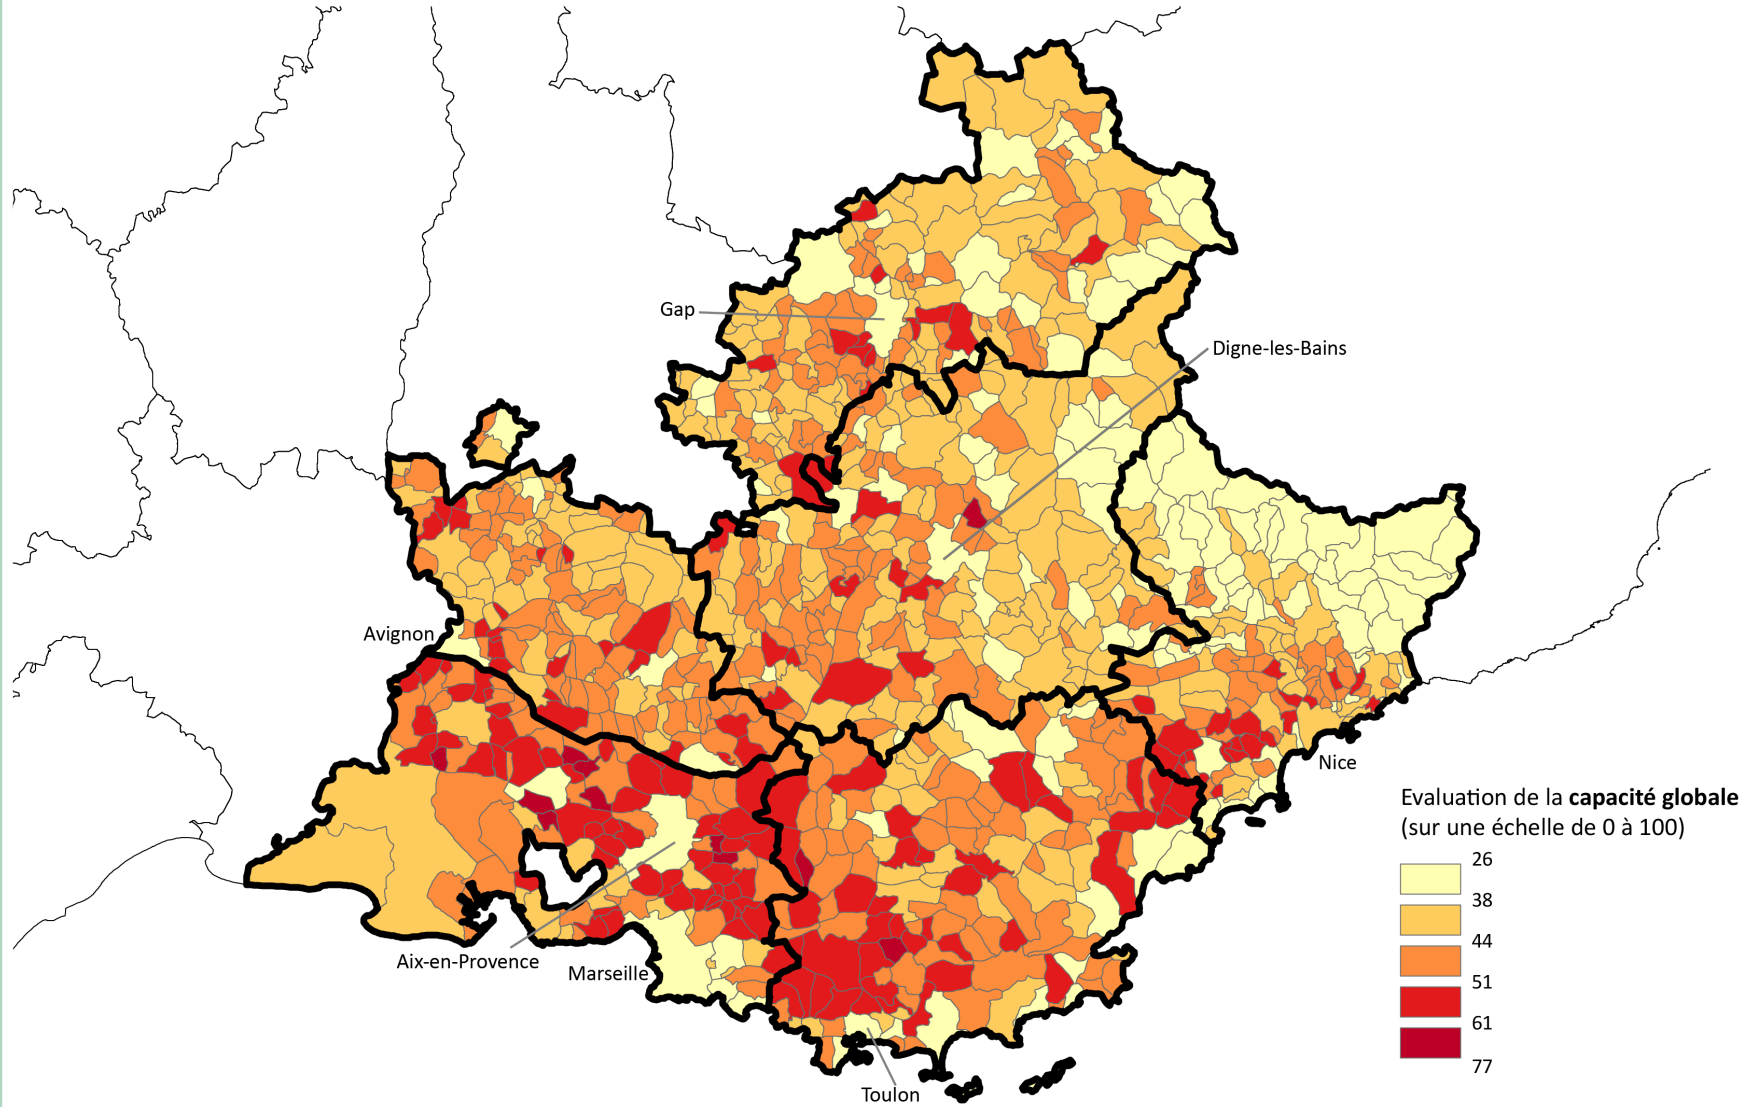 Gap
Digne-les-Bains
Avignon
Nice
Aix-en-Provence
Marseille
Toulon
Evaluation de la capacité globale
(sur une échelle de 0 à 100)
26
38
44
51
61
77